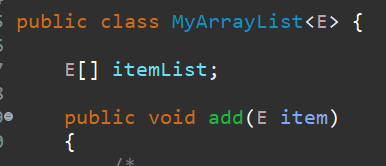 public class MyArrayList<E> {
E[] itemList;
public void add(E item)
{
/*